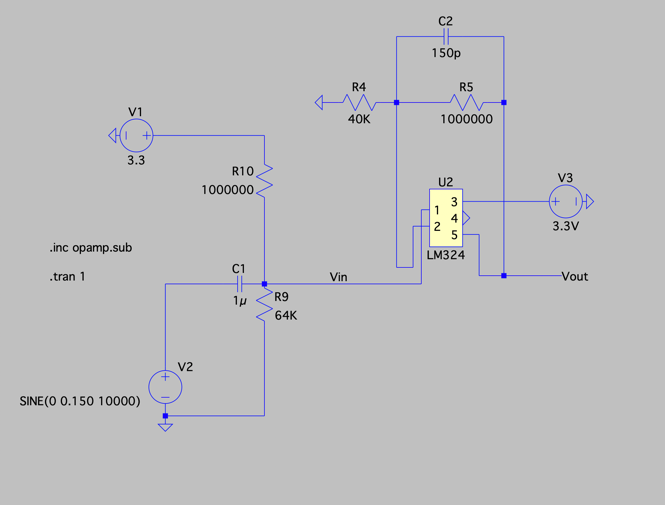 C2
150p
R4
40K
R5
1000000
V1
3.3
R10
1000000
U2
1
2
3
4
5
LM324
V3
3.3V
.inc opamp.sub
.tran 1
C1
1µ
Vin
R9
64K
Vout
V2
SINE(0 0.150 10000)